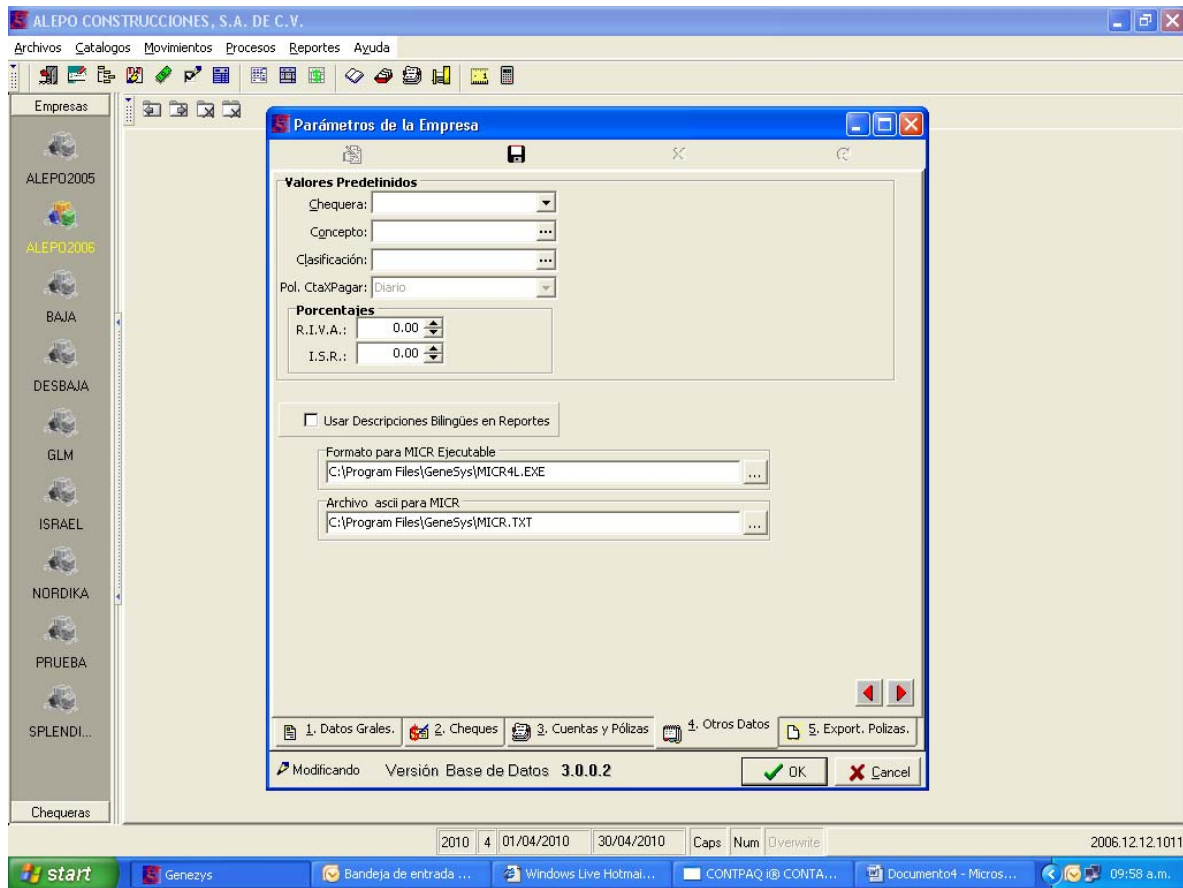 ALEPO CONSTRUCCIONES, S.A. DE C.V.
Archivos Catalogos Movimientos Procesos Reportes Ayuda
Empresas
ALEPO2005
ALEPO2006
BAJA
DESBAJA
GLM
ISRAEL
NORDIKA
PRUEBA
SPLENDI...
Chequeras
Parámetros de la Empresa
Valores Predefinidos
Chequera:
Concepto:
Clasificación:
Pol. CtaXPagar: Diario
Porcentajes
R.I.V.A.: 0.00
I.S.R.: 0.00
Usar Descripciones Bilingües en Reportes
Formato para MICR Ejecutable
C:\Program Files\GeneSys\MICR4L.EXE
...
Archivo ascii para MICR
C:\Program Files\GeneSys\MICR.TXT
...
1. Datos Grales. 2. Cheques 3. Cuentas y Pólizas 4. Otros Datos 5. Export. Polizas.
Modificando Versión Base de Datos 3.0.0.2 OK Cancel
2010 4 01/04/2010 30/04/2010 Caps Num Overwrite 2006.12.12.1011
start Genezys Bandeja de entrada ... Windows Live Hotmai... CONTPAQ i® CONTA... Documento4 - Micros... 09:58 a.m.